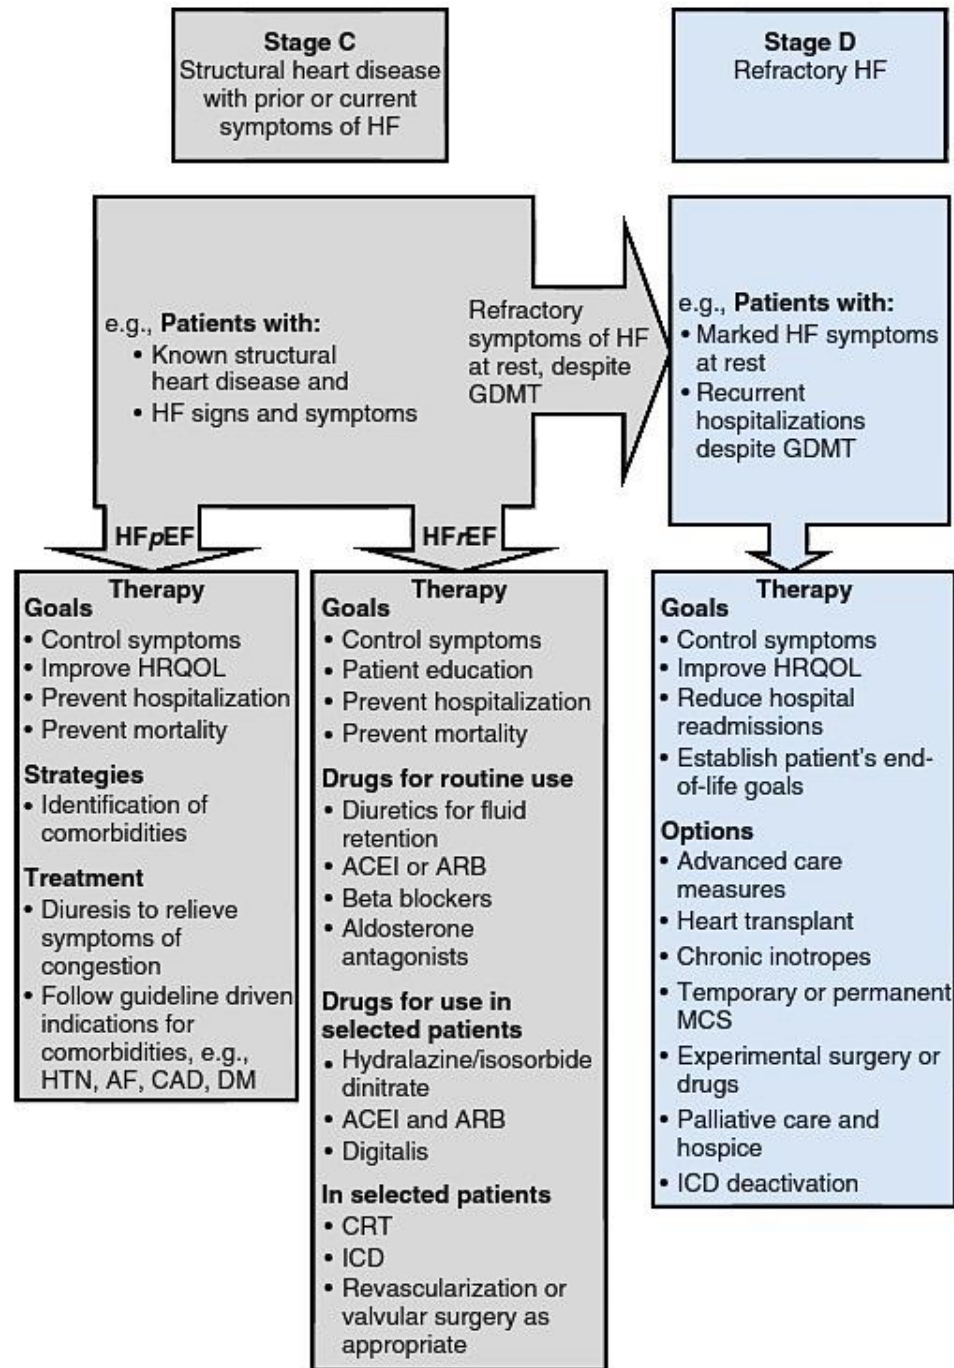 Stage C
Structural heart disease
with prior or current
symptoms of HF
Stage D
Refractory HF
e.g., Patients with:
• Known structural
heart disease and
• HF signs and symptoms
Refractory
symptoms of HF
at rest, despite
GDMT
e.g., Patients with:
• Marked HF symptoms
at rest
• Recurrent
hospitalizations
despite GDMT
HFpEF
HFrEF
Therapy
Goals
• Control symptoms
• Improve HRQOL
• Prevent hospitalization
• Prevent mortality
Strategies
• Identification of
comorbidities
Treatment
• Diuresis to relieve
symptoms of
congestion
• Follow guideline driven
indications for
comorbidities, e.g.,
HTN, AF, CAD, DM
Therapy
Goals
• Control symptoms
• Patient education
• Prevent hospitalization
• Prevent mortality
Drugs for routine use
• Diuretics for fluid
retention
• ACEI or ARB
• Beta blockers
• Aldosterone
antagonists
Drugs for use in
selected patients
• Hydralazine/isosorbide
dinitrate
• ACEI and ARB
• Digitalis
In selected patients
• CRT
• ICD
• Revascularization or
valvular surgery as
appropriate
Therapy
Goals
• Control symptoms
• Improve HRQOL
• Reduce hospital
readmissions
• Establish patient's end-
of-life goals
Options
• Advanced care
measures
• Heart transplant
• Chronic inotropes
• Temporary or permanent
MCS
• Experimental surgery or
drugs
• Palliative care and
hospice
• ICD deactivation